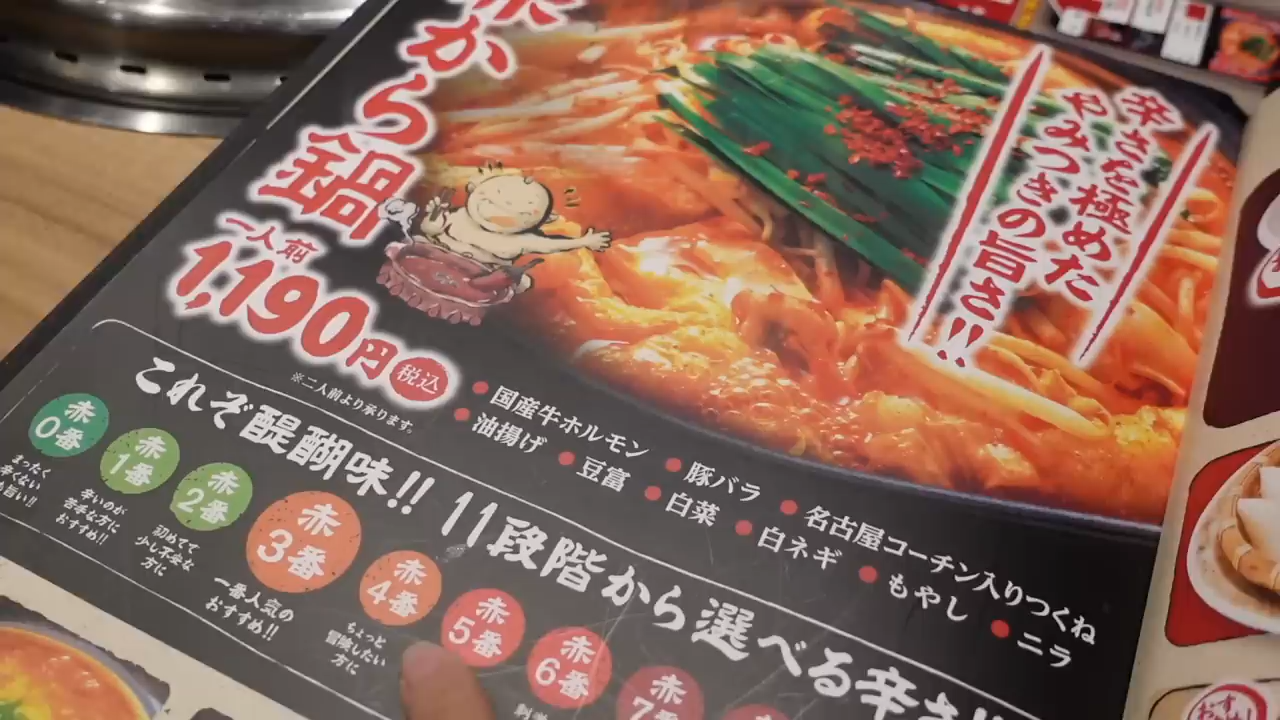 から鍋
一人前
1,190円
税込
※二人前より承ります。
辛さを極めた
やみつきの旨さ!!
国産牛ホルモン
豚バラ
名古屋コーチン入りつくね
油揚げ
豆富
白菜
白ネギ
もやし
ニラ
これぞ醍醐味!! 11段階から選べる辛さ!!
赤
0番
まったく
辛くない
旨い!!
赤
1番
辛いのが
苦手な方に
おすすめ!!
赤
2番
初めてで
少し不安な
方に
赤
3番
一番人気の
おすすめ!!
赤
4番
ちょっと
冒険したい
方に
赤
5番
赤
6番
赤
7番